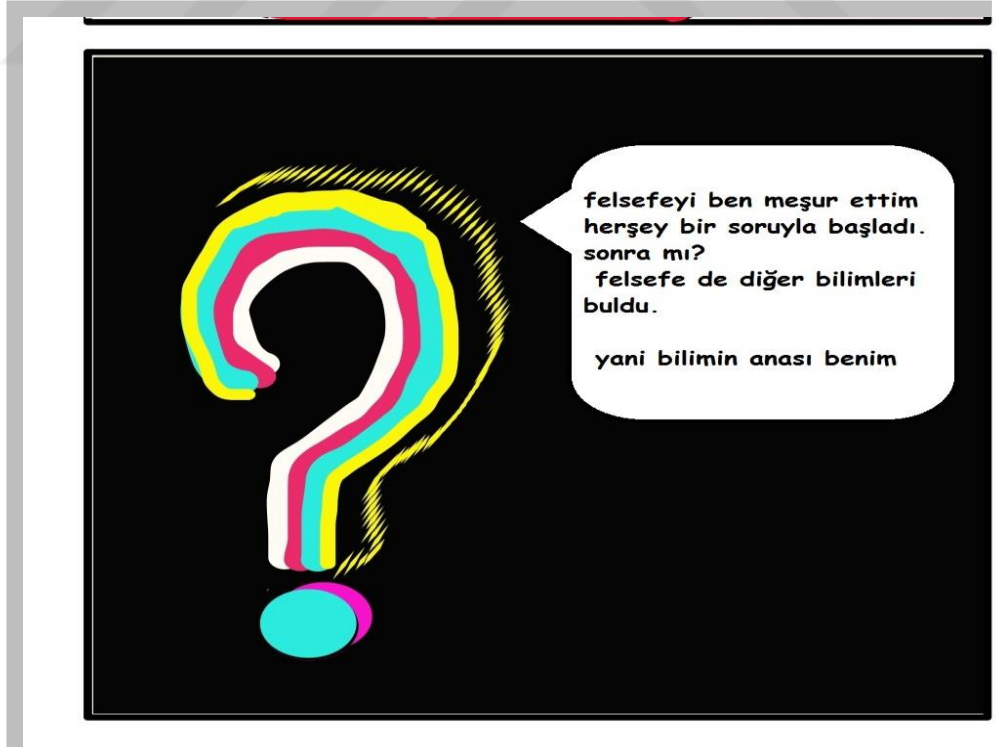 felsefeyi ben meşur ettim
herşey bir soruyla başladı.
sonra mı?
felsefe de diğer bilimleri
buldu.
yani bilimin anası benim